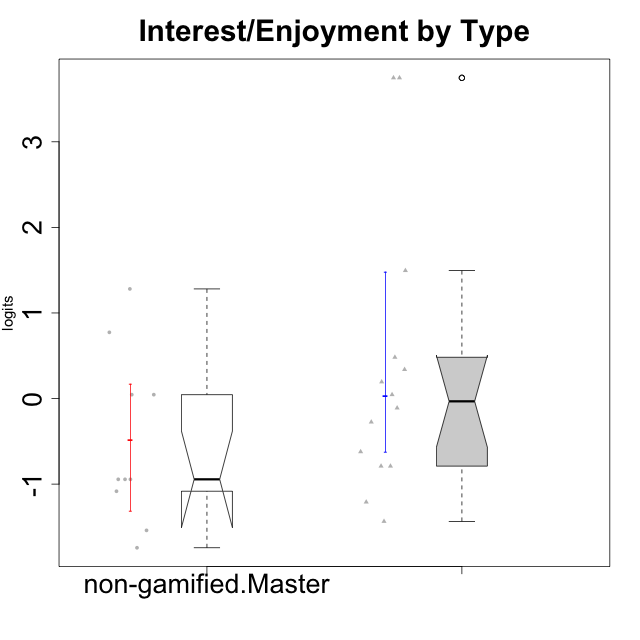 Interest/Enjoyment by Type
logits
3
2
1
0
-1
non-gamified.Master